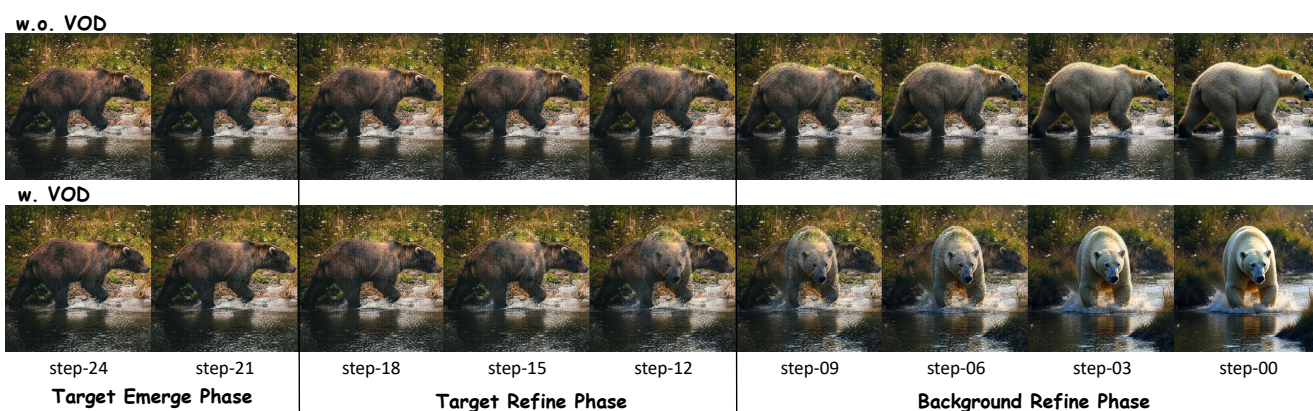 w.o. VOD
w. VOD
step-24 step-21 step-18 step-15 step-12 step-09 step-06 step-03 step-00
Target Emerge Phase Target Refine Phase Background Refine Phase